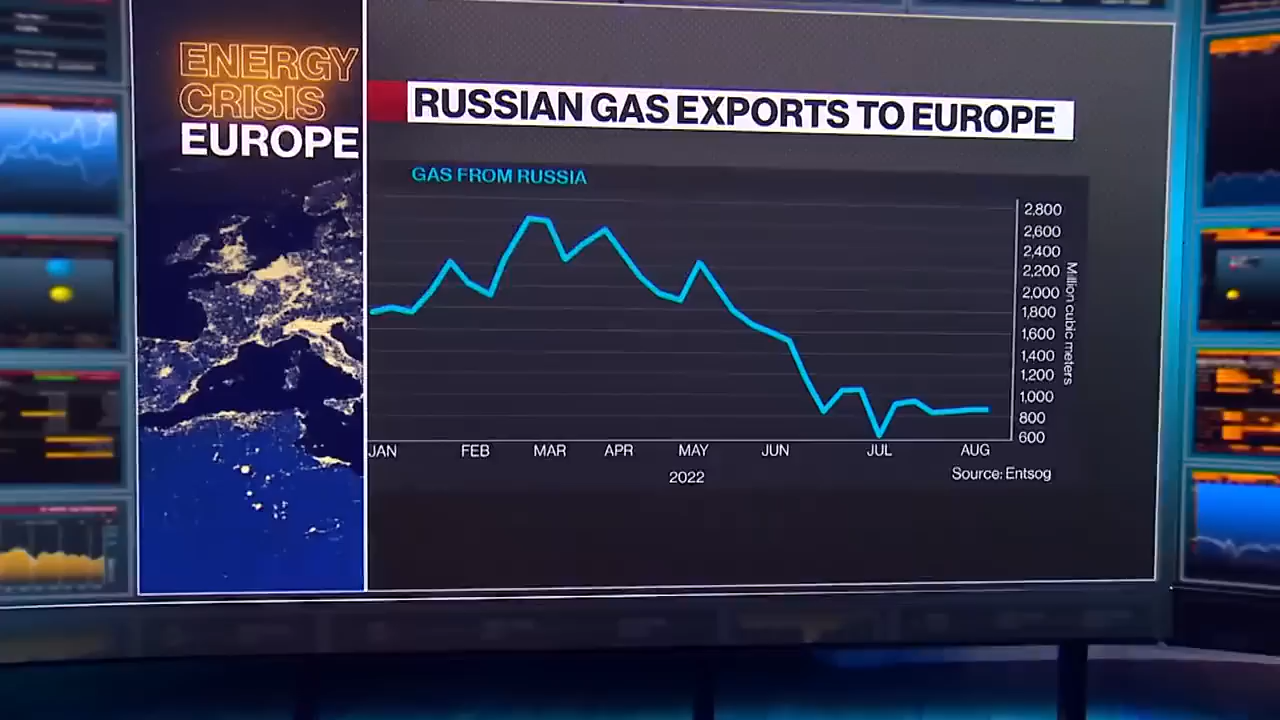 ENERGY
CRISIS
EUROPE
RUSSIAN GAS EXPORTS TO EUROPE
GAS FROM RUSSIA
2,800
2,600
2,400
2,200
2,000
1,800
1,600
1,400
1,200
1,000
800
600
Million cubic meters
JAN FEB MAR APR MAY JUN JUL AUG
2022
Source: Entsog